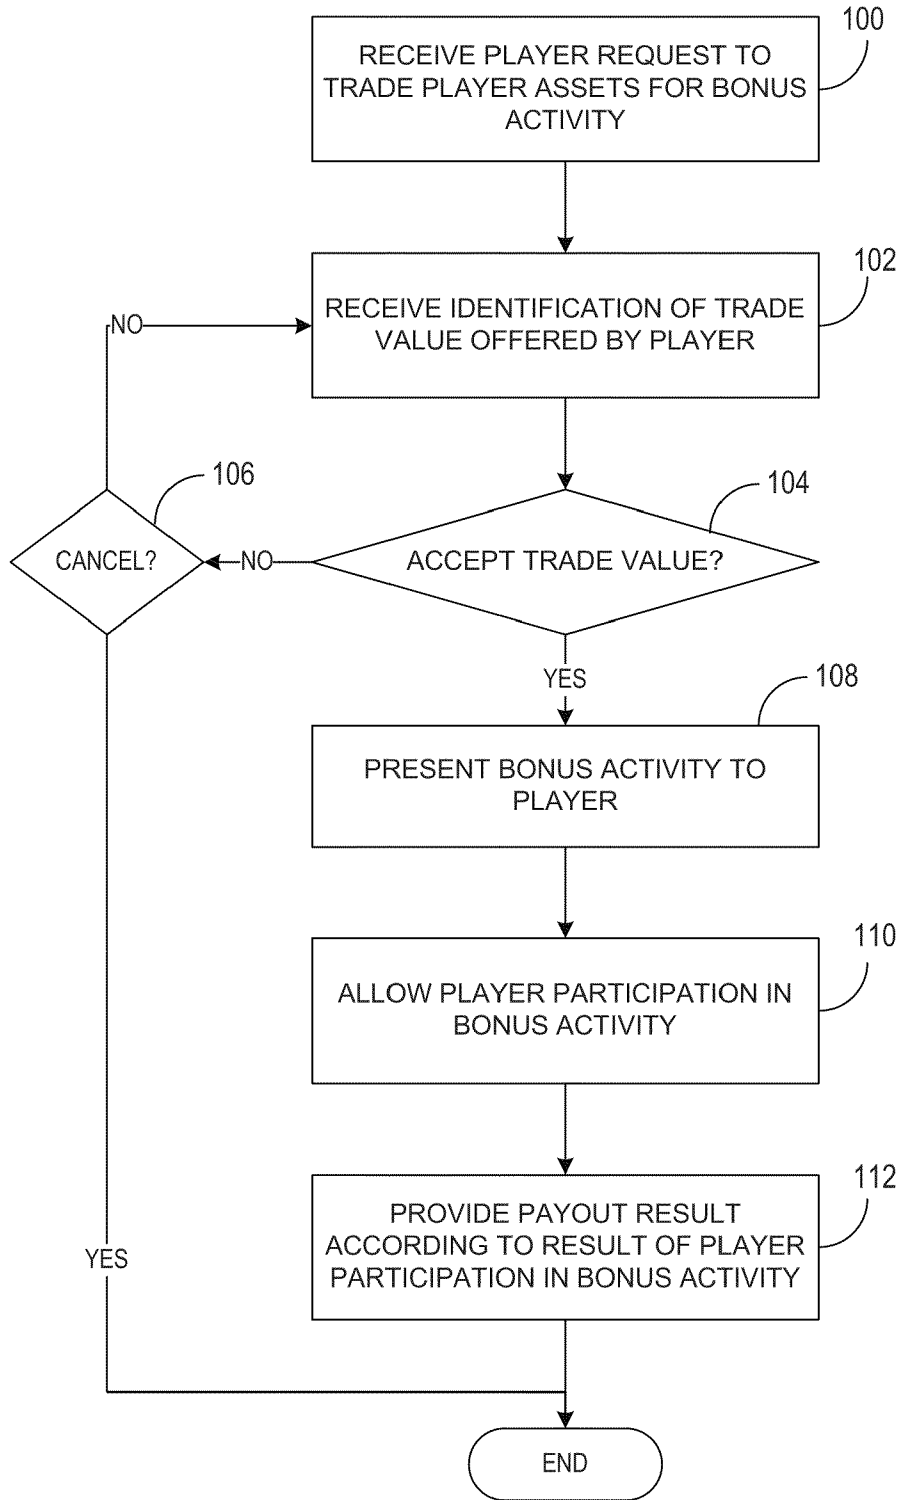 100
RECEIVE PLAYER REQUEST TO
TRADE PLAYER ASSETS FOR BONUS
ACTIVITY
102
RECEIVE IDENTIFICATION OF TRADE
VALUE OFFERED BY PLAYER
NO
106
104
CANCEL?
NO
ACCEPT TRADE VALUE?
YES
108
PRESENT BONUS ACTIVITY TO
PLAYER
110
ALLOW PLAYER PARTICIPATION IN
BONUS ACTIVITY
112
PROVIDE PAYOUT RESULT
ACCORDING TO RESULT OF PLAYER
PARTICIPATION IN BONUS ACTIVITY
YES
END